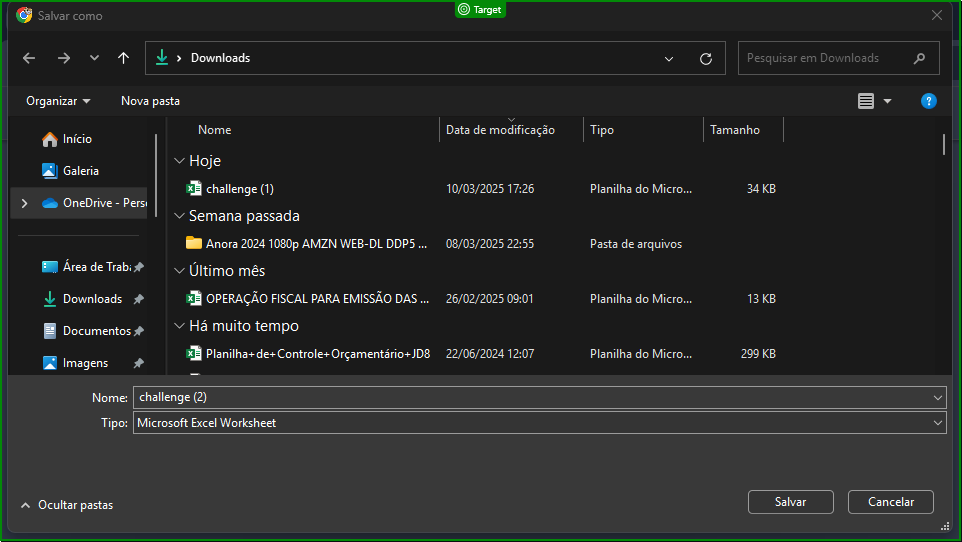 Target
Salvar como
Downloads
Pesquisar em Downloads
Organizar
Nova pasta
Início
Galeria
OneDrive - Perso
Área de Traba
Downloads
Documentos
Imagens
Nome
Data de modificação
Tipo
Tamanho
Hoje
challenge (1)
10/03/2025 17:26
Planilha do Micro...
34 KB
Semana passada
Anora 2024 1080p AMZN WEB-DL DDP5 ...
08/03/2025 22:55
Pasta de arquivos
Último mês
OPERAÇÃO FISCAL PARA EMISSÃO DAS ...
26/02/2025 09:01
Planilha do Micro...
13 KB
Há muito tempo
Planilha+de+Controle+Orçamentário+JD8
22/06/2024 12:07
Planilha do Micro...
299 KB
Nome: challenge (2)
Tipo: Microsoft Excel Worksheet
Ocultar pastas
Salvar
Cancelar